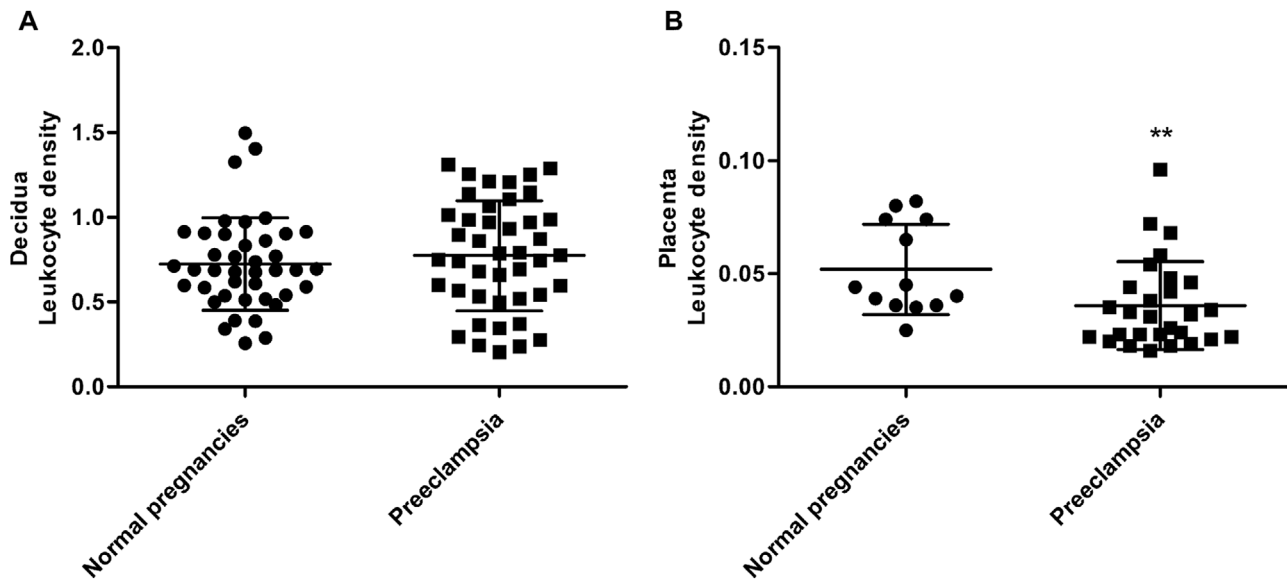 A
Decidua
Leukocyte density
2.0
1.5
1.0
0.5
0.0
Normal pregnancies
Preeclampsia
B
Placenta
Leukocyte density
0.15
0.10
0.05
0.00
**
Normal pregnancies
Preeclampsia